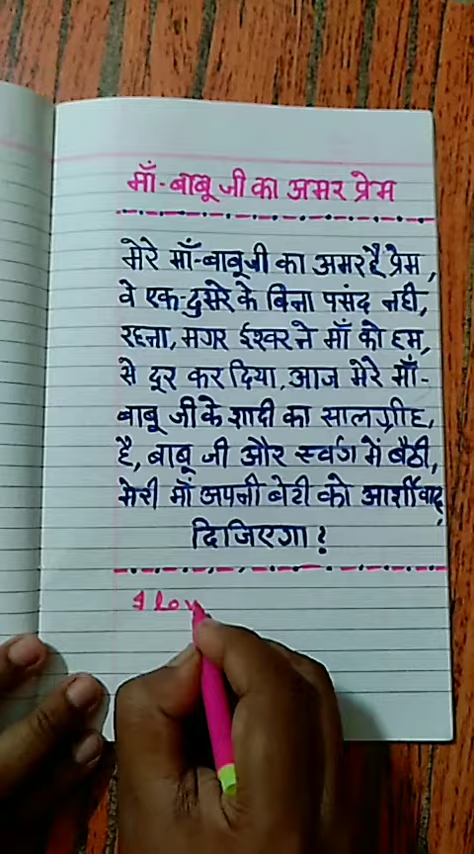 माँ-बाबू जी का अमर प्रेम
मेरे माँ-बाबूजी का अमर है प्रेम,
वे एक दुसरे के बिना पसंद नही,
रहना, मगर ईश्वर ने माँ को हम,
से दूर कर दिया, आज मेरे माँ-
बाबू जी के शादी का सालग्रीह,
है, बाबू जी और स्वर्ग में बैठी,
मेरी माँ अपनी बेटी को आर्शीवाद,
दिजिएगा?
I lov